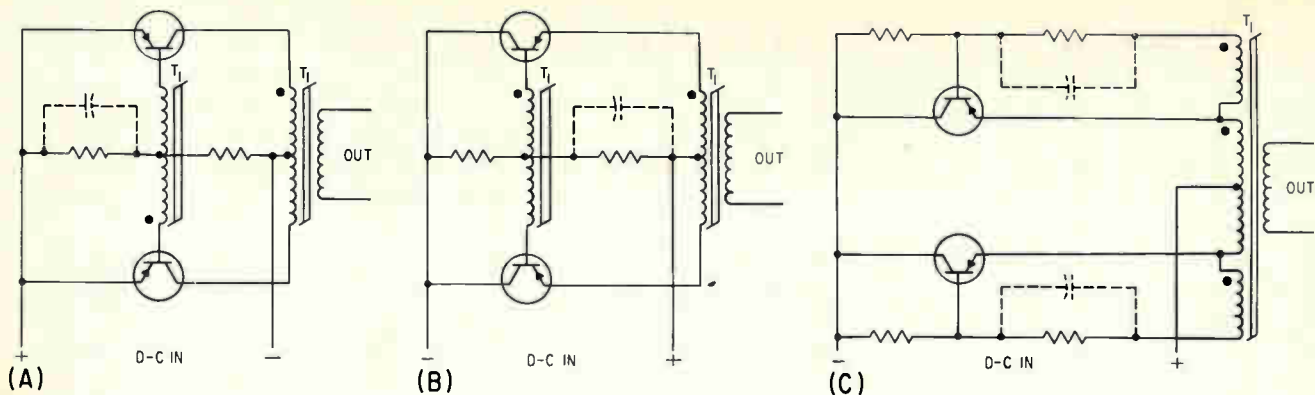 T1
T1
OUT
+
D-C IN
−
(A)
T1
T1
OUT
-
D-C IN
+
(B)
T1
OUT
-
D-C IN
+
(C)